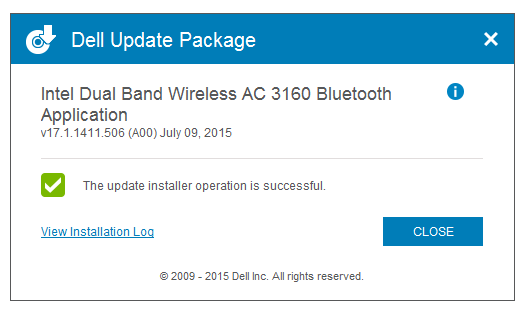 Dell Update Package
Intel Dual Band Wireless AC 3160 Bluetooth
Application
v17.1.1411.506 (A00) July 09, 2015
The update installer operation is successful.
View Installation Log
CLOSE
© 2009 - 2015 Dell Inc. All rights reserved.